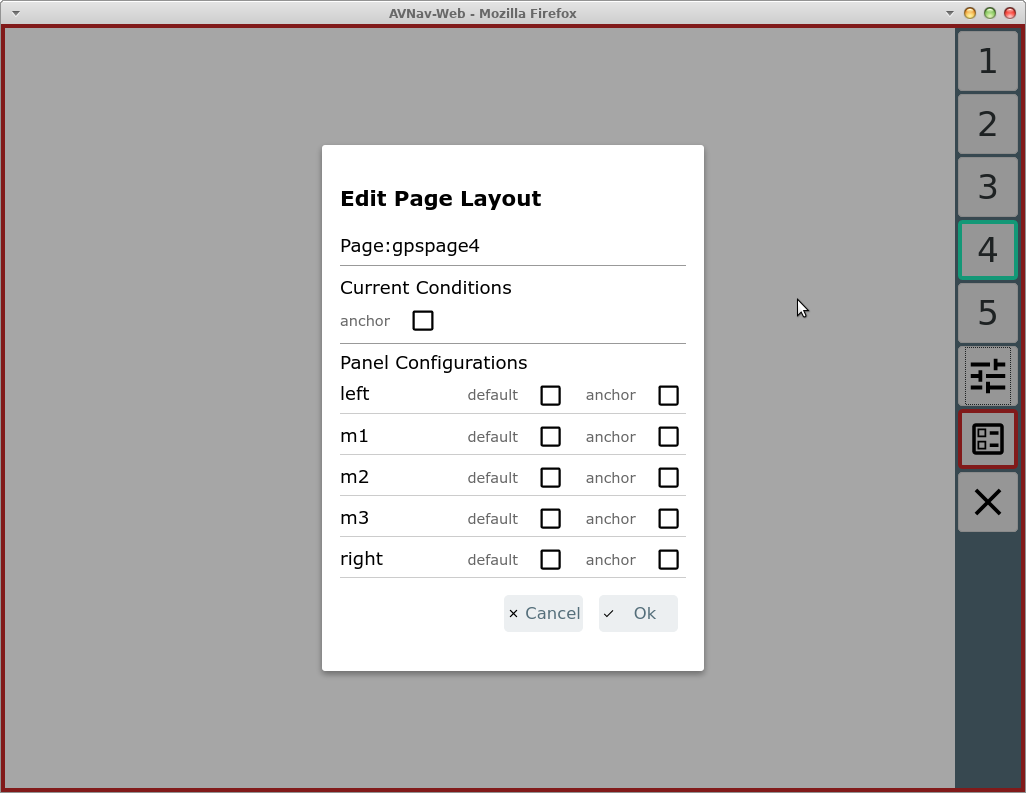 AVNav-Web - Mozilla Firefox
1
2
3
4
5
Edit Page Layout
Page:gpspage4
Current Conditions
anchor
Panel Configurations
left default anchor
m1 default anchor
m2 default anchor
m3 default anchor
right default anchor
Cancel Ok